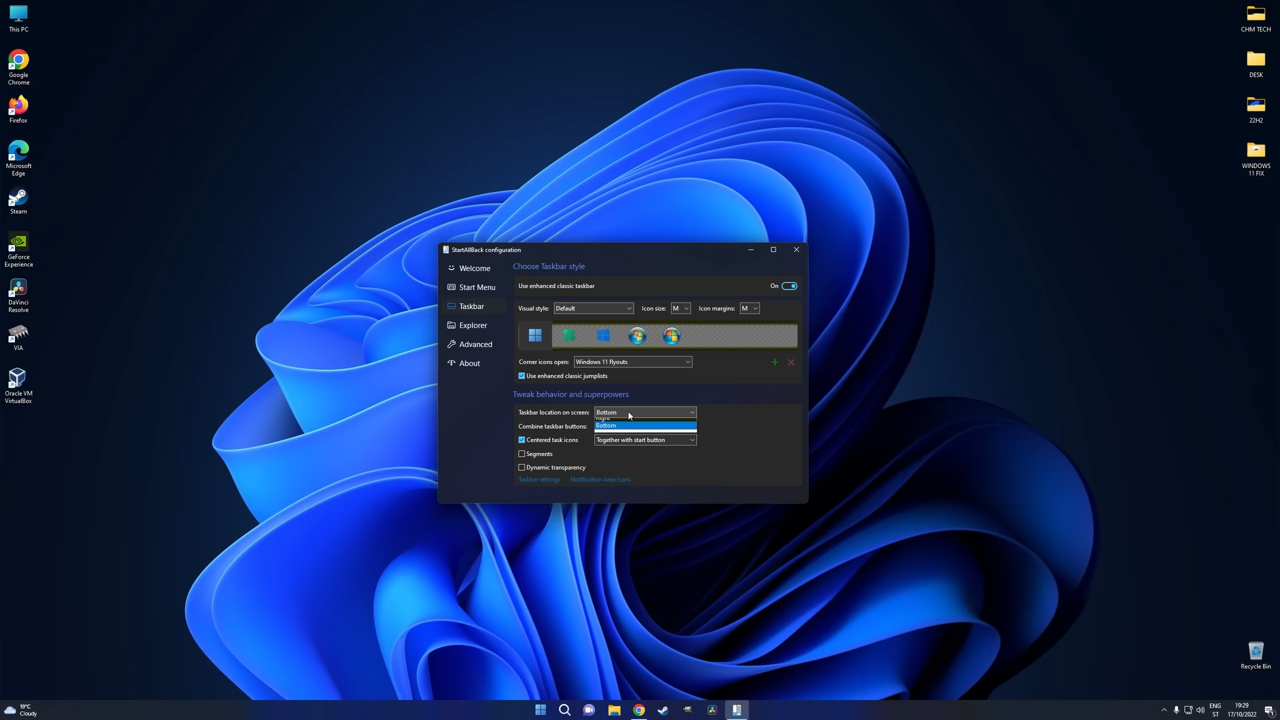 This PC
Google
Chrome
Firefox
Microsoft
Edge
Steam
GeForce
Experience
DaVinci
Resolve
VIA
Oracle VM
VirtualBox
StartAllBack configuration
Welcome
Start Menu
Taskbar
Explorer
Advanced
About
Choose Taskbar style
Use enhanced classic taskbar
On
Visual style: Default Icon size: M Icon margins: M
Corner icons open: Windows 11 flyouts
Use enhanced classic jumplists
Tweak behavior and superpowers
Taskbar location on screen: Bottom
Combine taskbar buttons: Bottom
Centered task icons Together with start button
Segments
Dynamic transparency
Taskbar settings Notification Area Icons
CHM TECH
DESK
22H2
WINDOWS
11 FIX
Recycle Bin
19°C
Cloudy
ENG
ST
19:29
17/10/2022